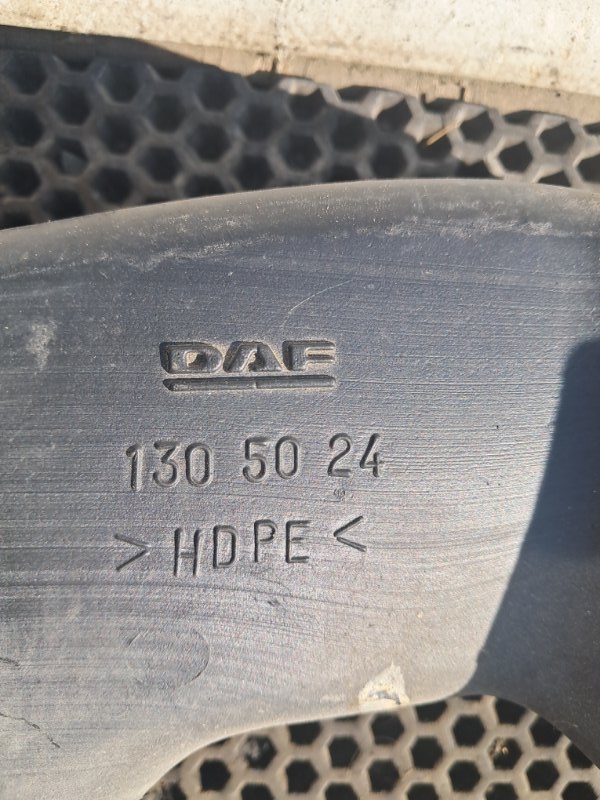 DAF
130 50 24
> HDPE <